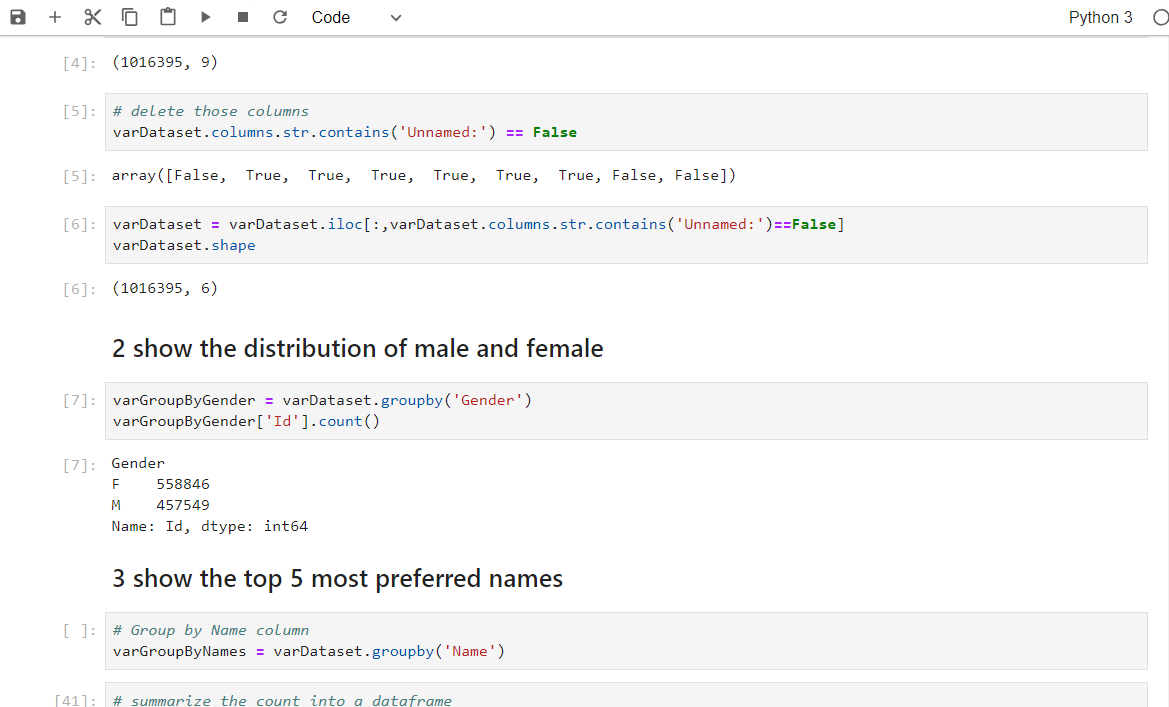 Code
Python 3
[4]: (1016395, 9)
[5]: # delete those columns
varDataset.columns.str.contains('Unnamed:') == False
[5]: array([False,  True,  True,  True,  True,  True,  True, False, False])
[6]: varDataset = varDataset.iloc[:,varDataset.columns.str.contains('Unnamed:')==False]
varDataset.shape
[6]: (1016395, 6)
2 show the distribution of male and female
[7]: varGroupByGender = varDataset.groupby('Gender')
varGroupByGender['Id'].count()
[7]: Gender
F    558846
M    457549
Name: Id, dtype: int64
3 show the top 5 most preferred names
[ ]: # Group by Name column
varGroupByNames = varDataset.groupby('Name')
[41]: # summarize the count into a dataframe